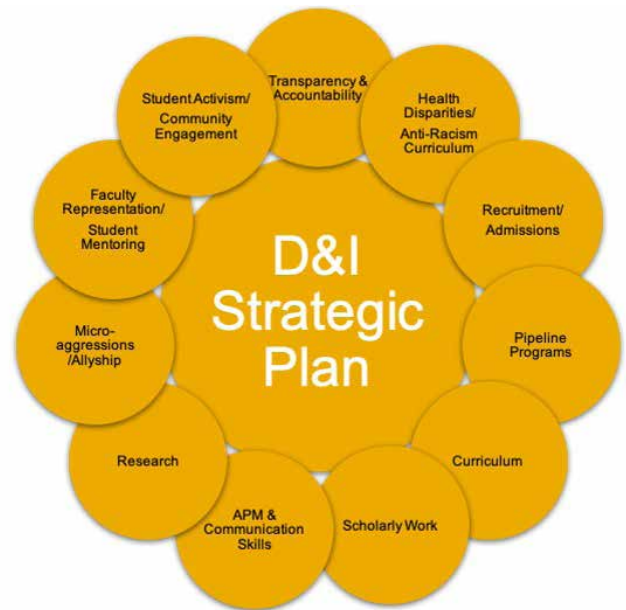 Transparency &
Accountability
Health
Disparities/
Anti-Racism
Curriculum
Recruitment/
Admissions
Pipeline
Programs
Curriculum
Scholarly Work
APM &
Communication
Skills
Research
Micro-
aggressions
/Allyship
Faculty
Representation/
Student
Mentoring
Student Activism/
Community
Engagement
D&I
Strategic
Plan